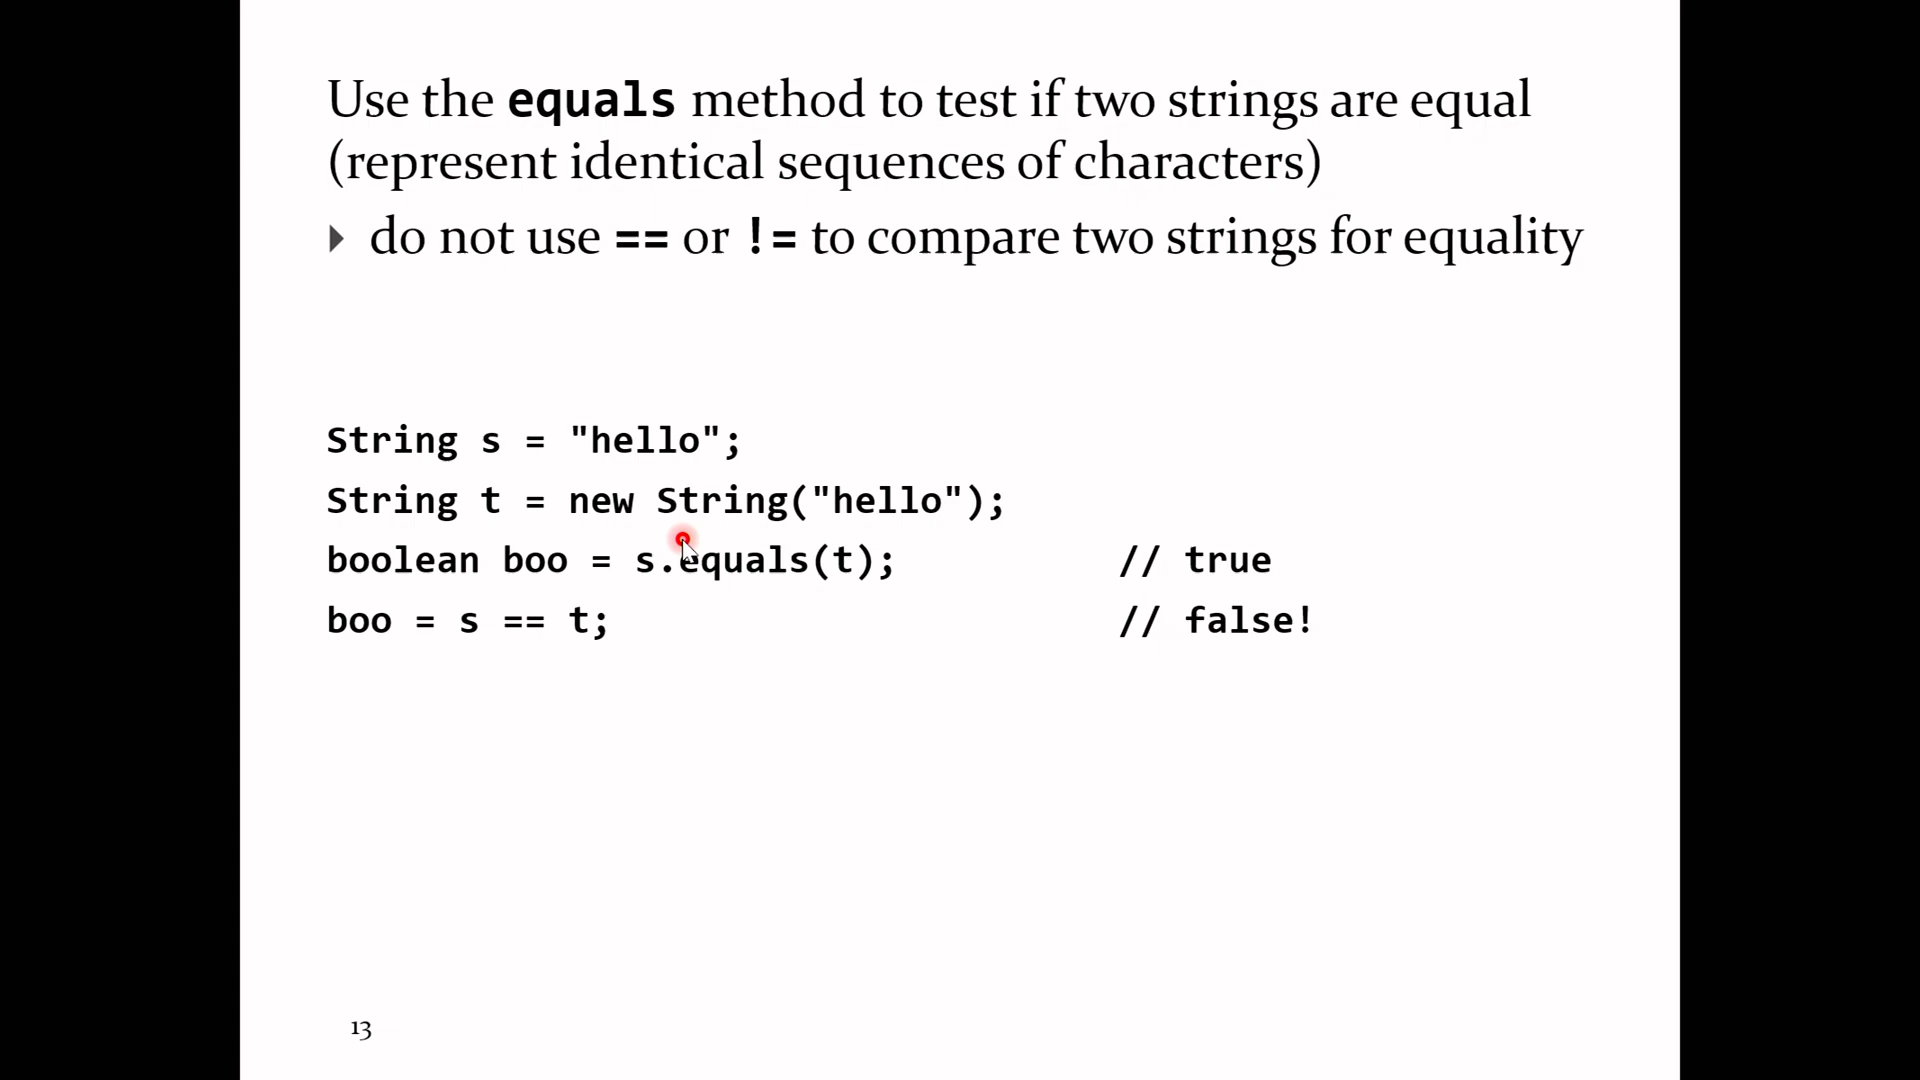 Use the equals method to test if two strings are equal
(represent identical sequences of characters)
do not use == or != to compare two strings for equality
String s = "hello";
String t = new String("hello");
boolean boo = s.equals(t); // true
boo = s == t; // false!
13